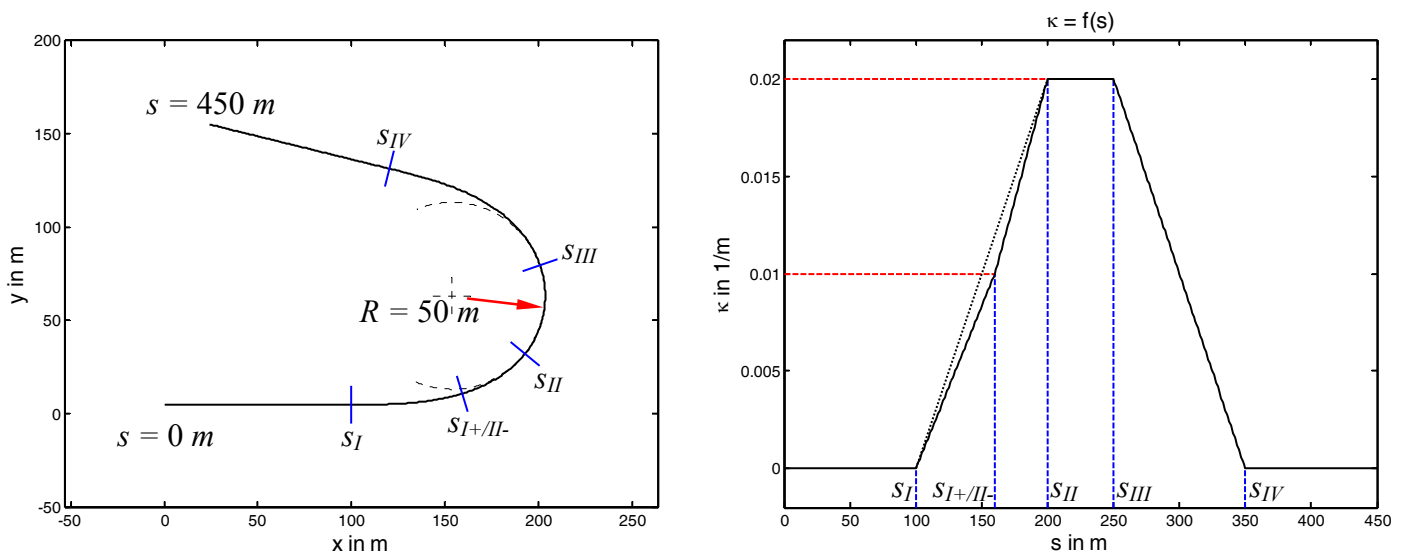 200
150
100
50
0
-50
-50
0
50
100
150
200
250
x in m
y in m
s = 450 m
s_IV
s_III
R = 50 m
s_II
s_I+/II-
s_I
s = 0 m
κ = f(s)
0.02
0.015
0.01
0.005
0
κ in 1/m
s_I
s_I+/II-
s_II
s_III
s_IV
0
50
100
150
200
250
300
350
400
450
s in m